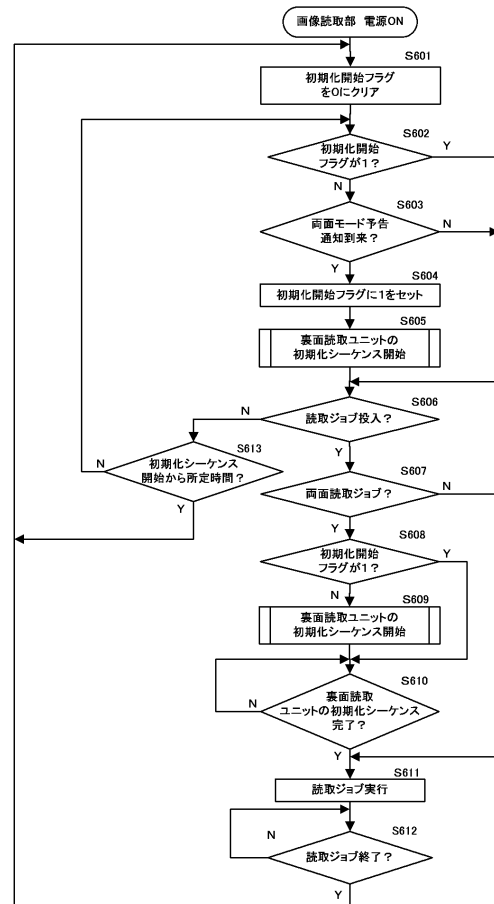 画像読取部 電源ON
S601
初期化開始フラグ
を0にクリア
S602
初期化開始
フラグが1?
Y
N
S603
両面モード予告
通知到来?
N
Y
S604
初期化開始フラグに1をセット
S605
裏面読取ユニットの
初期化シーケンス開始
S606
読取ジョブ投入?
N
Y
S613
初期化シーケンス
開始から所定時間?
N
Y
S607
両面読取ジョブ?
N
Y
S608
初期化開始
フラグが1?
Y
N
S609
裏面読取ユニットの
初期化シーケンス開始
S610
裏面読取
ユニットの初期化シーケンス
完了?
N
Y
S611
読取ジョブ実行
S612
読取ジョブ終了?
N
Y